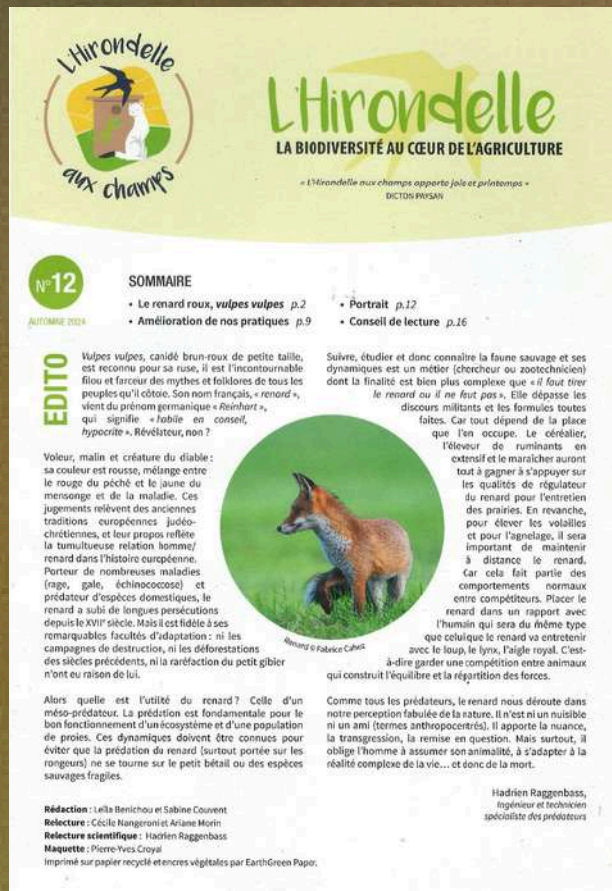 L'Hirondelle
aux champs
L'Hirondelle
LA BIODIVERSITÉ AU CŒUR DE L'AGRICULTURE
« L'Hirondelle aux champs apporte joie et printemps »
DICTON PAYSAN
N°12
AUTOMNE 2024
SOMMAIRE
• Le renard roux, vulpes vulpes p.2
• Amélioration de nos pratiques p.9
• Portrait p.12
• Conseil de lecture p.16
EDITO
Vulpes vulpes, canidé brun-roux de petite taille,
est reconnu pour sa ruse, il est l'incontournable
filou et farceur des mythes et folklores de tous les
peuples qu'il côtoie. Son nom français, « renard »,
vient du prénom germanique « Reinhart »,
qui signifie « habile en conseil,
hypocrite ». Révélateur, non ?
Voleur, malin et créature du diable :
sa couleur est rousse, mélange entre
le rouge du péché et le jaune du
mensonge et de la maladie. Ces
jugements relèvent des anciennes
traditions européennes judéo-
chrétiennes, et leur propos reflète
la tumultueuse relation homme/
renard dans l'histoire européenne.
Porteur de nombreuses maladies
(rage, gale, échinococcose) et
prédateur d'espèces domestiques, le
renard a subi de longues persécutions
depuis le XVIIe siècle. Mais il est fidèle à ses
remarquables facultés d'adaptation : ni les
campagnes de destruction, ni les déforestations
des siècles précédents, ni la raréfaction du petit gibier
n'ont eu raison de lui.
Alors quelle est l'utilité du renard ? Celle d'un
méso-prédateur. La prédation est fondamentale pour le
bon fonctionnement d'un écosystème et d'une population
de proies. Ces dynamiques doivent être connues pour
éviter que la prédation du renard (surtout portée sur les
rongeurs) ne se tourne sur le petit bétail ou des espèces
sauvages fragiles.
Suivre, étudier et donc connaître la faune sauvage et ses
dynamiques est un métier (chercheur ou zootechnicien)
dont la finalité est bien plus complexe que « il faut tirer
le renard ou il ne faut pas ». Elle dépasse les
discours militants et les formules toutes
faites. Car tout dépend de la place
que l'on occupe. Le céréalier,
l'éleveur de ruminants en
extensif et le maraîcher auront
tout à gagner à s'appuyer sur
les qualités de régulateur
du renard pour l'entretien
des prairies. En revanche,
pour élever les volailles
et pour l'agnelage, il sera
important de maintenir
à distance le renard.
Car cela fait partie des
comportements normaux
entre compétiteurs. Placer le
renard dans un rapport avec
l'humain qui sera du même type
que celui que le renard va entretenir
avec le loup, le lynx, l'aigle royal. C'est-
à-dire garder une compétition entre animaux
qui construit l'équilibre et la répartition des forces.
Comme tous les prédateurs, le renard nous déroute dans
notre perception fabulée de la nature. Il n'est ni un nuisible
ni un ami (termes anthropocentrés). Il apporte la nuance,
la transgression, la remise en question. Mais surtout, il
oblige l'homme à assumer son animalité, à s'adapter à la
réalité complexe de la vie... et donc de la mort.
Hadrien Raggenbass,
Ingénieur et technicien
spécialiste des prédateurs
Renard © Fabrice Cahez
Rédaction : Leïla Benichou et Sabine Couvent
Relecture : Cécile Nangeroni et Ariane Morin
Relecture scientifique : Hadrien Raggenbass
Maquette : Pierre-Yves Croyal
Imprimé sur papier recyclé et encres végétales par EarthGreen Paper.